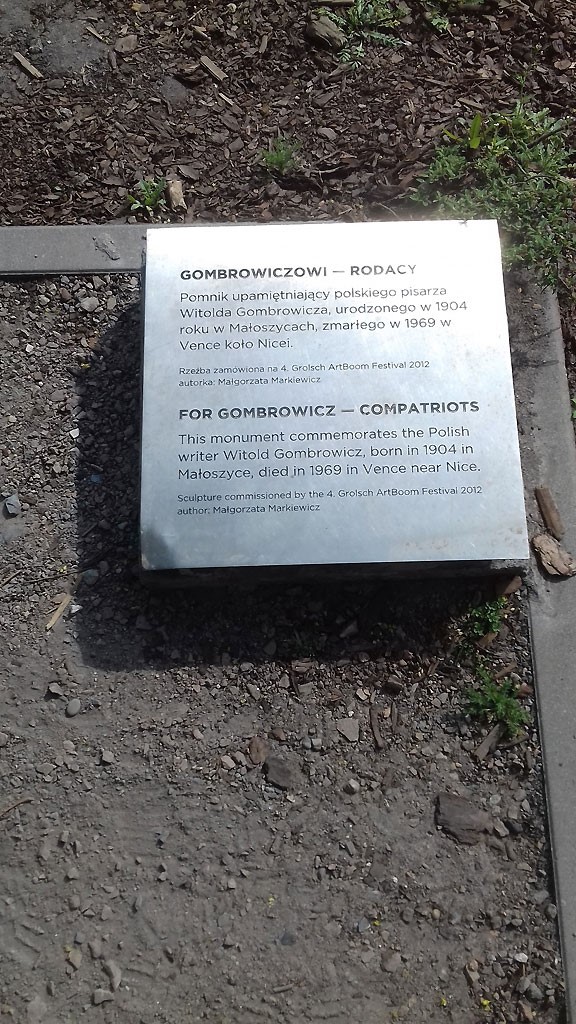 GOMBROWICZOWI — RODACY
Pomnik upamiętniający polskiego pisarza
Witolda Gombrowicza, urodzonego w 1904
roku w Małoszycach, zmarłego w 1969 w
Vence koło Nicei.
Rzeźba zamówiona na 4. Grolsch ArtBoom Festival 2012
autorka: Małgorzata Markiewicz
FOR GOMBROWICZ — COMPATRIOTS
This monument commemorates the Polish
writer Witold Gombrowicz, born in 1904 in
Małoszyce, died in 1969 in Vence near Nice.
Sculpture commissioned by the 4. Grolsch ArtBoom Festival 2012
author: Małgorzata Markiewicz